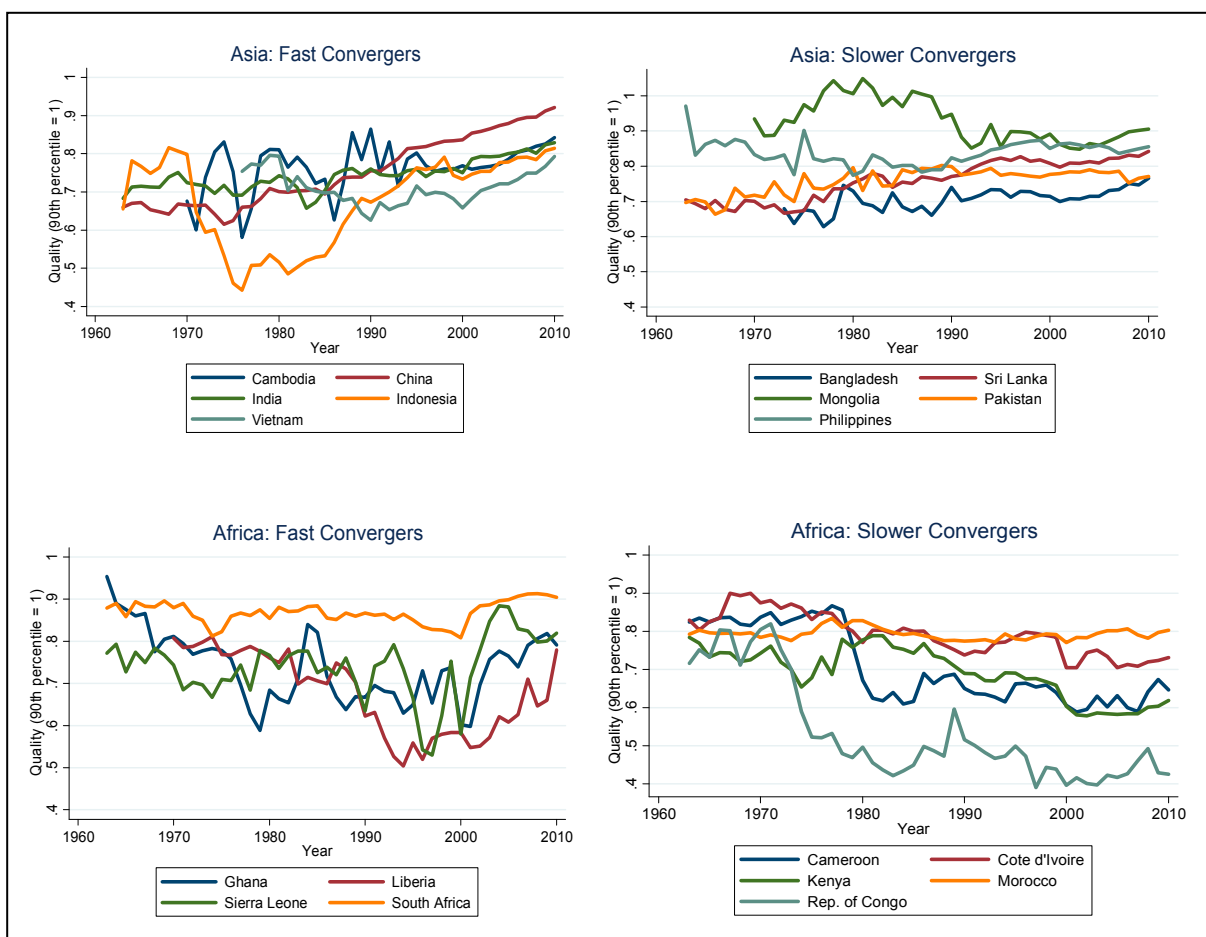 Asia: Fast Convergers
Quality (90th percentile = 1)
1
.9
.8
.7
.6
.5
.4
1960 1970 1980 1990 2000 2010
Year
Cambodia China
India Indonesia
Vietnam
Asia: Slower Convergers
Quality (90th percentile = 1)
1
.9
.8
.7
.6
.5
.4
1960 1970 1980 1990 2000 2010
Year
Bangladesh Sri Lanka
Mongolia Pakistan
Philippines
Africa: Fast Convergers
Quality (90th percentile = 1)
1
.9
.8
.7
.6
.5
.4
1960 1970 1980 1990 2000 2010
Year
Ghana Liberia
Sierra Leone South Africa
Africa: Slower Convergers
Quality (90th percentile = 1)
1
.9
.8
.7
.6
.5
.4
1960 1970 1980 1990 2000 2010
Year
Cameroon Cote d'Ivoire
Kenya Morocco
Rep. of Congo